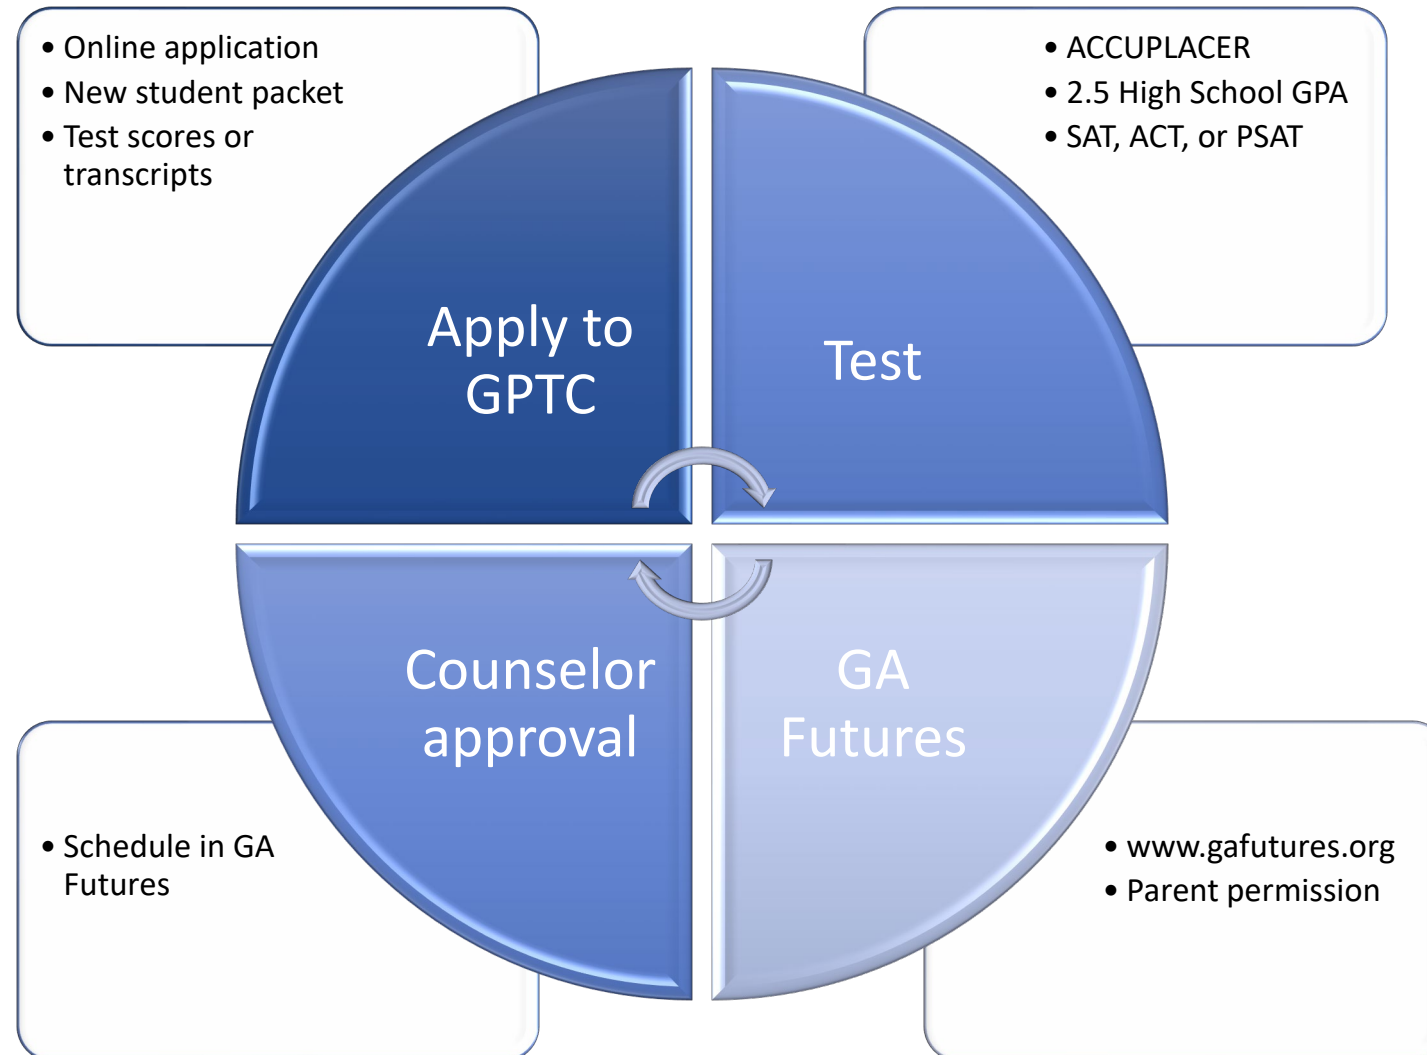 • Online application
• New student packet
• Test scores or
transcripts
• ACCUPLACER
• 2.5 High School GPA
• SAT, ACT, or PSAT
Apply to
GPTC
Test
Counselor
approval
GA
Futures
• Schedule in GA
Futures
• www.gafutures.org
• Parent permission